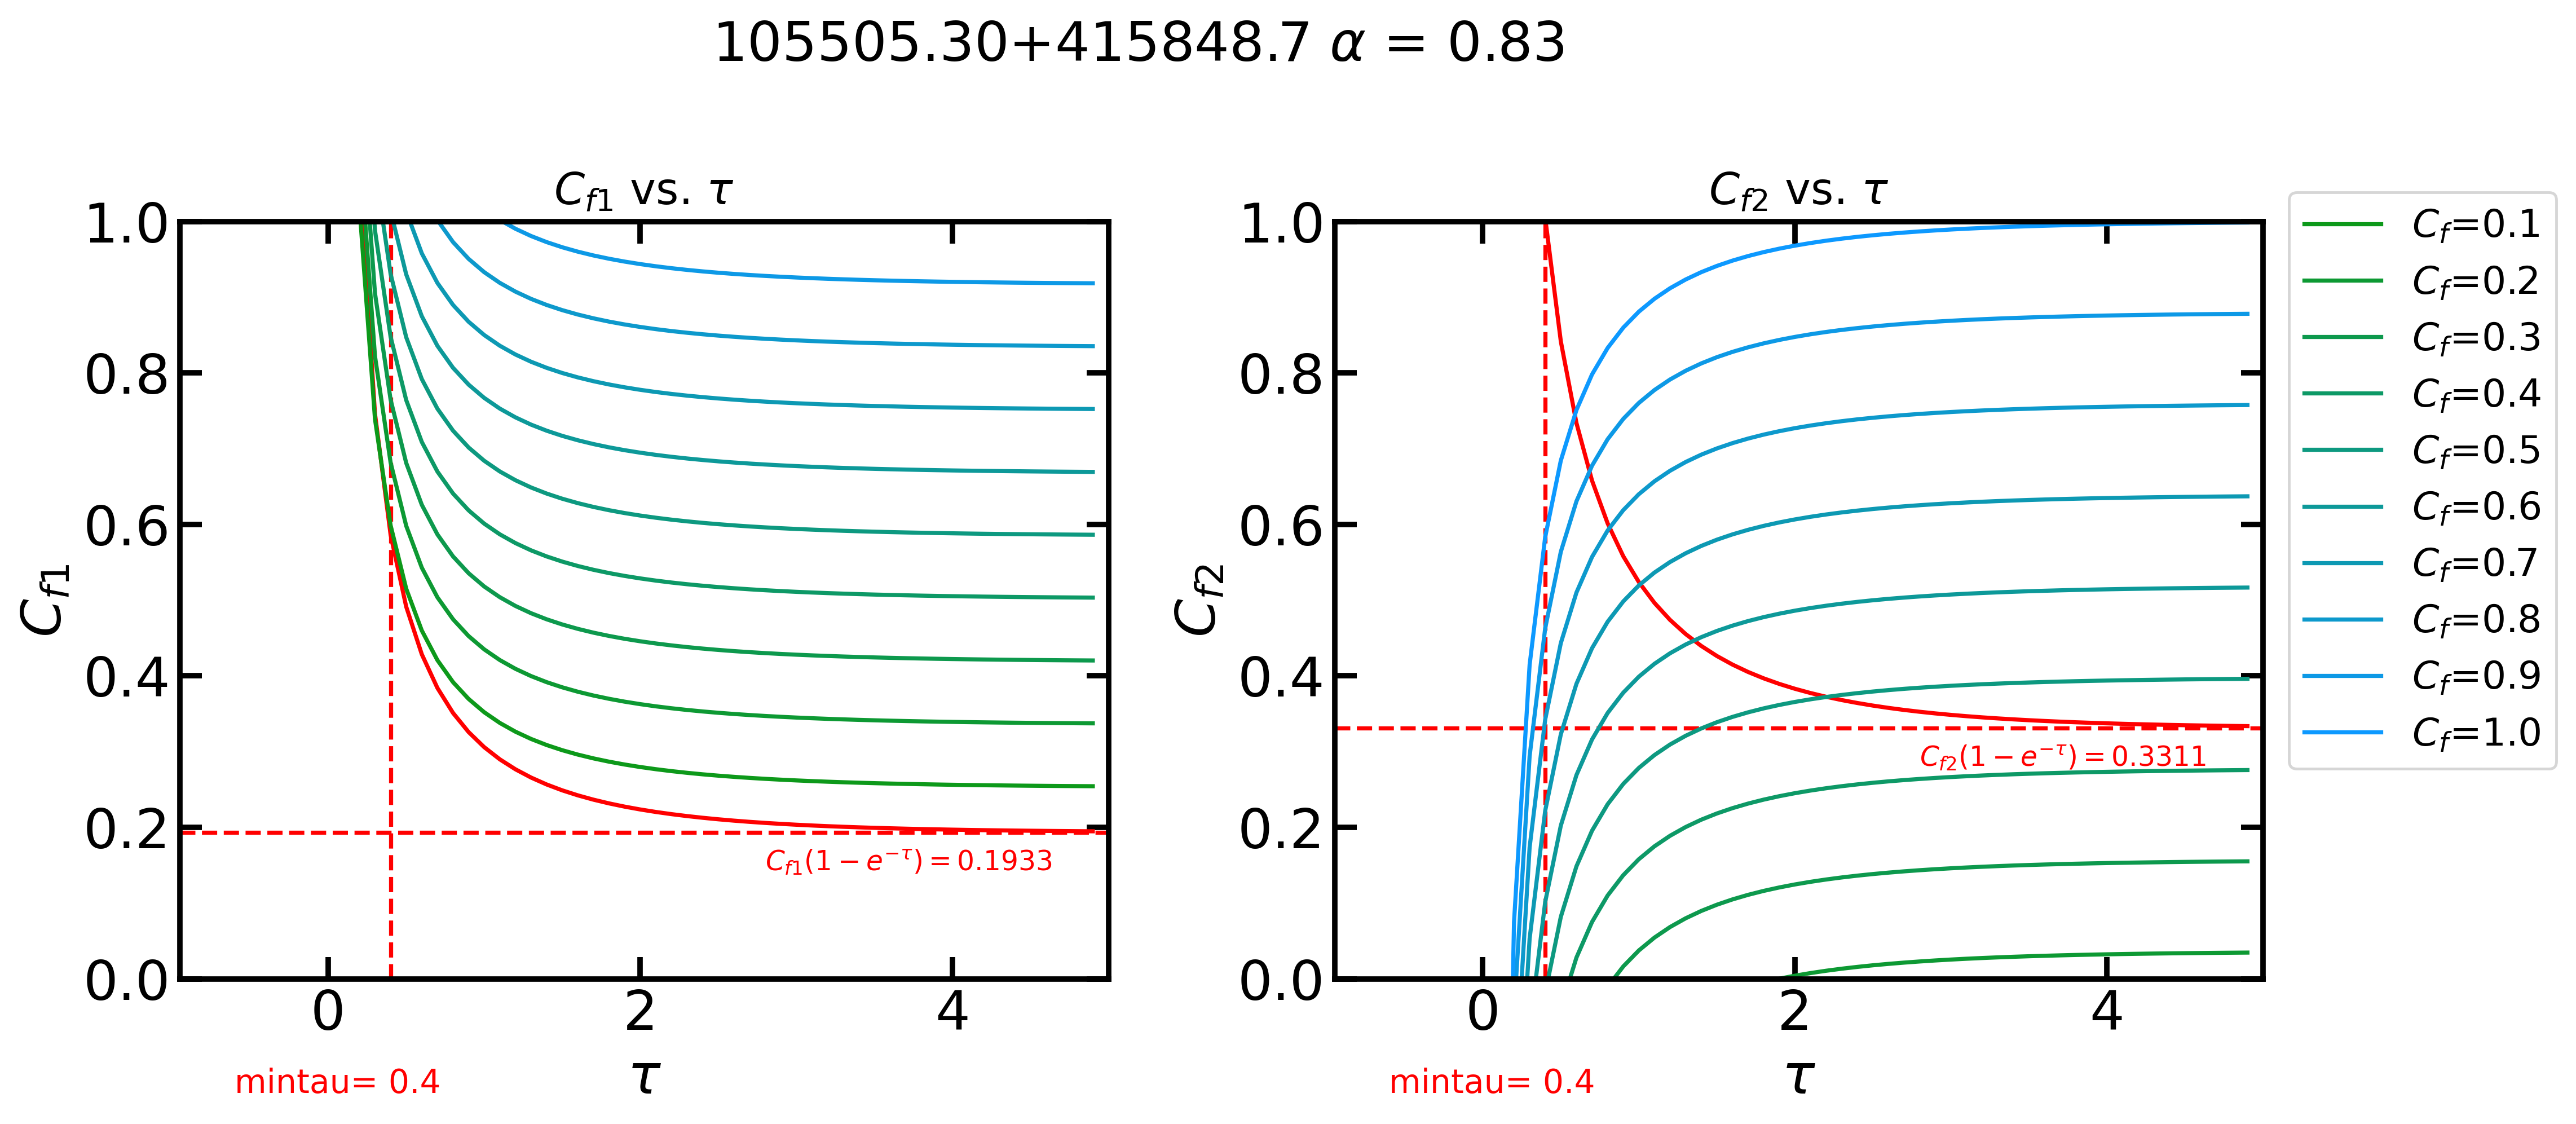 105505.30+415848.7 α = 0.83
C_{f1} vs. τ
1.0
0.8
0.6
0.4
0.2
0.0
C_{f1}
C_{f1}(1 − e^{−τ}) = 0.1933
0 2 4
τ
mintau= 0.4
C_{f2} vs. τ
1.0
0.8
0.6
0.4
0.2
0.0
C_{f2}
C_{f2}(1 − e^{−τ}) = 0.3311
0 2 4
τ
mintau= 0.4
C_f=0.1
C_f=0.2
C_f=0.3
C_f=0.4
C_f=0.5
C_f=0.6
C_f=0.7
C_f=0.8
C_f=0.9
C_f=1.0